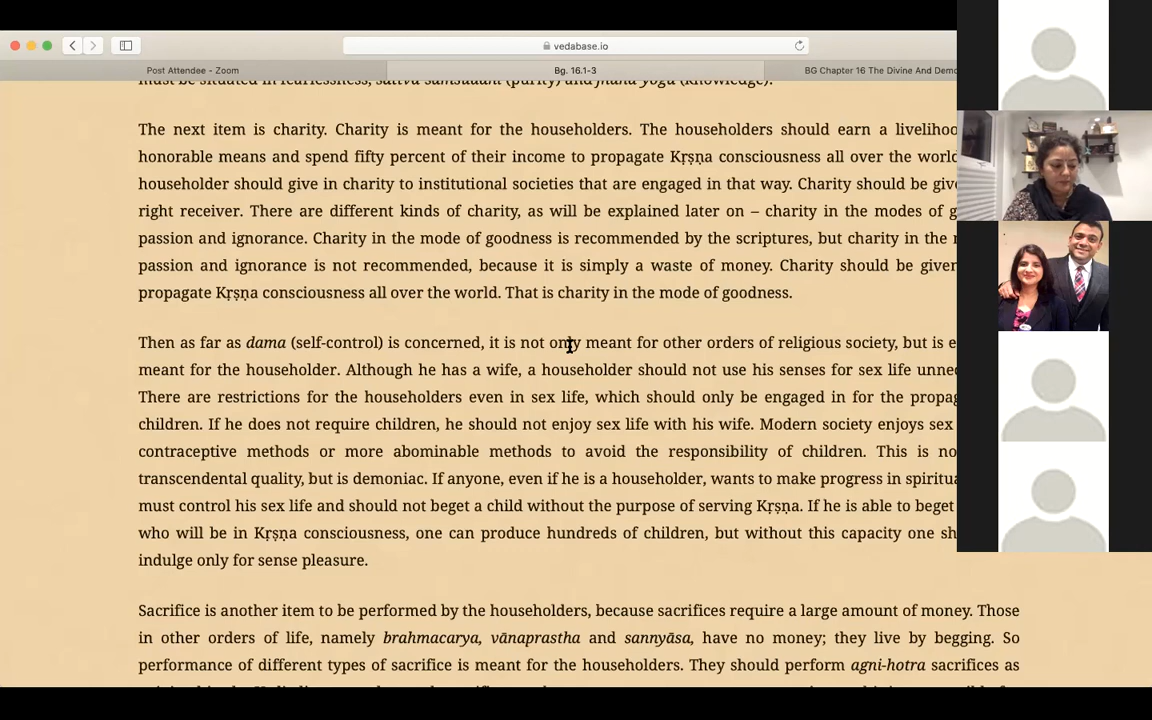 vedabase.io
Post Attendee - Zoom
Bg. 16.1-3
BG Chapter 16 The Divine And Demo
must be situated in fearlessness, sattva-saṁśuddhi (purity) and jñāna-yoga (knowledge).
The next item is charity. Charity is meant for the householders. The householders should earn a livelihoo
honorable means and spend fifty percent of their income to propagate Kṛṣṇa consciousness all over the world
householder should give in charity to institutional societies that are engaged in that way. Charity should be give
right receiver. There are different kinds of charity, as will be explained later on – charity in the modes of g
passion and ignorance. Charity in the mode of goodness is recommended by the scriptures, but charity in the
passion and ignorance is not recommended, because it is simply a waste of money. Charity should be given
propagate Kṛṣṇa consciousness all over the world. That is charity in the mode of goodness.
Then as far as dama (self-control) is concerned, it is not only meant for other orders of religious society, but is e
meant for the householder. Although he has a wife, a householder should not use his senses for sex life unnec
There are restrictions for the householders even in sex life, which should only be engaged in for the propag
children. If he does not require children, he should not enjoy sex life with his wife. Modern society enjoys sex
contraceptive methods or more abominable methods to avoid the responsibility of children. This is no
transcendental quality, but is demoniac. If anyone, even if he is a householder, wants to make progress in spiritua
must control his sex life and should not beget a child without the purpose of serving Kṛṣṇa. If he is able to beget
who will be in Kṛṣṇa consciousness, one can produce hundreds of children, but without this capacity one sh
indulge only for sense pleasure.
Sacrifice is another item to be performed by the householders, because sacrifices require a large amount of money. Those
in other orders of life, namely brahmacarya, vānaprastha and sannyāsa, have no money; they live by begging. So
performance of different types of sacrifice is meant for the householders. They should perform agni-hotra sacrifices as